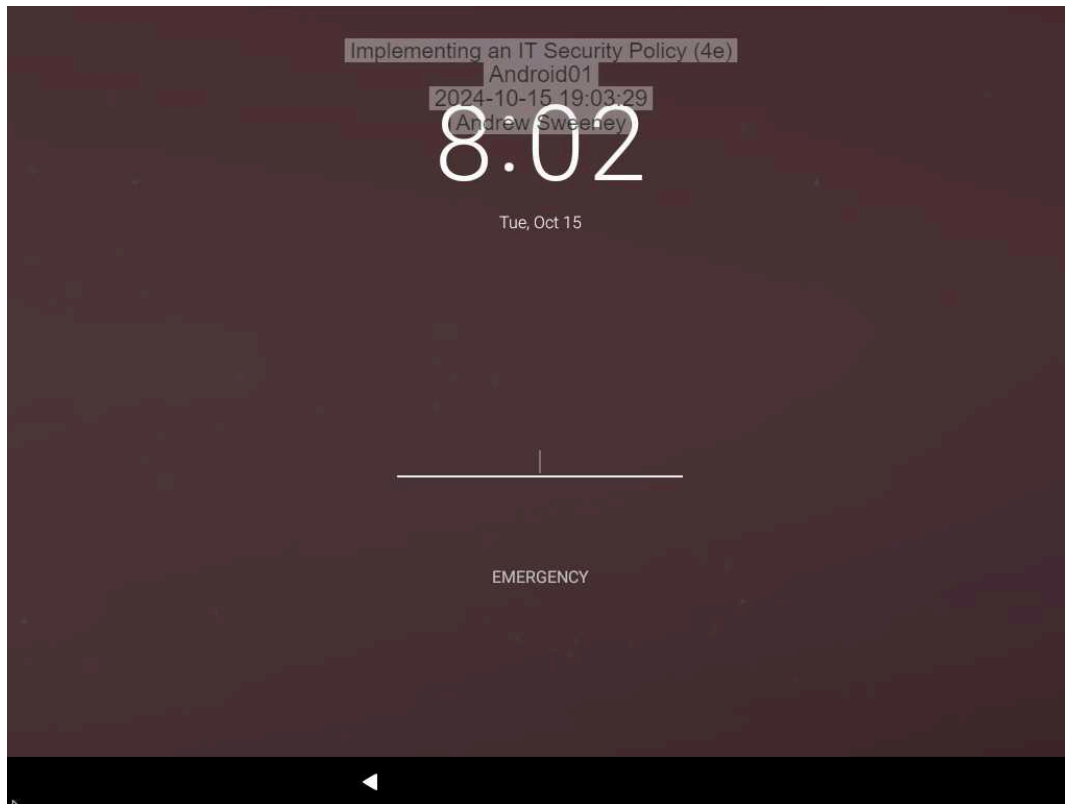 Implementing an IT Security Policy (4e)
Android01
2024-10-15 19:03:29
Andrew Sweeney
8:02
Tue, Oct 15
EMERGENCY